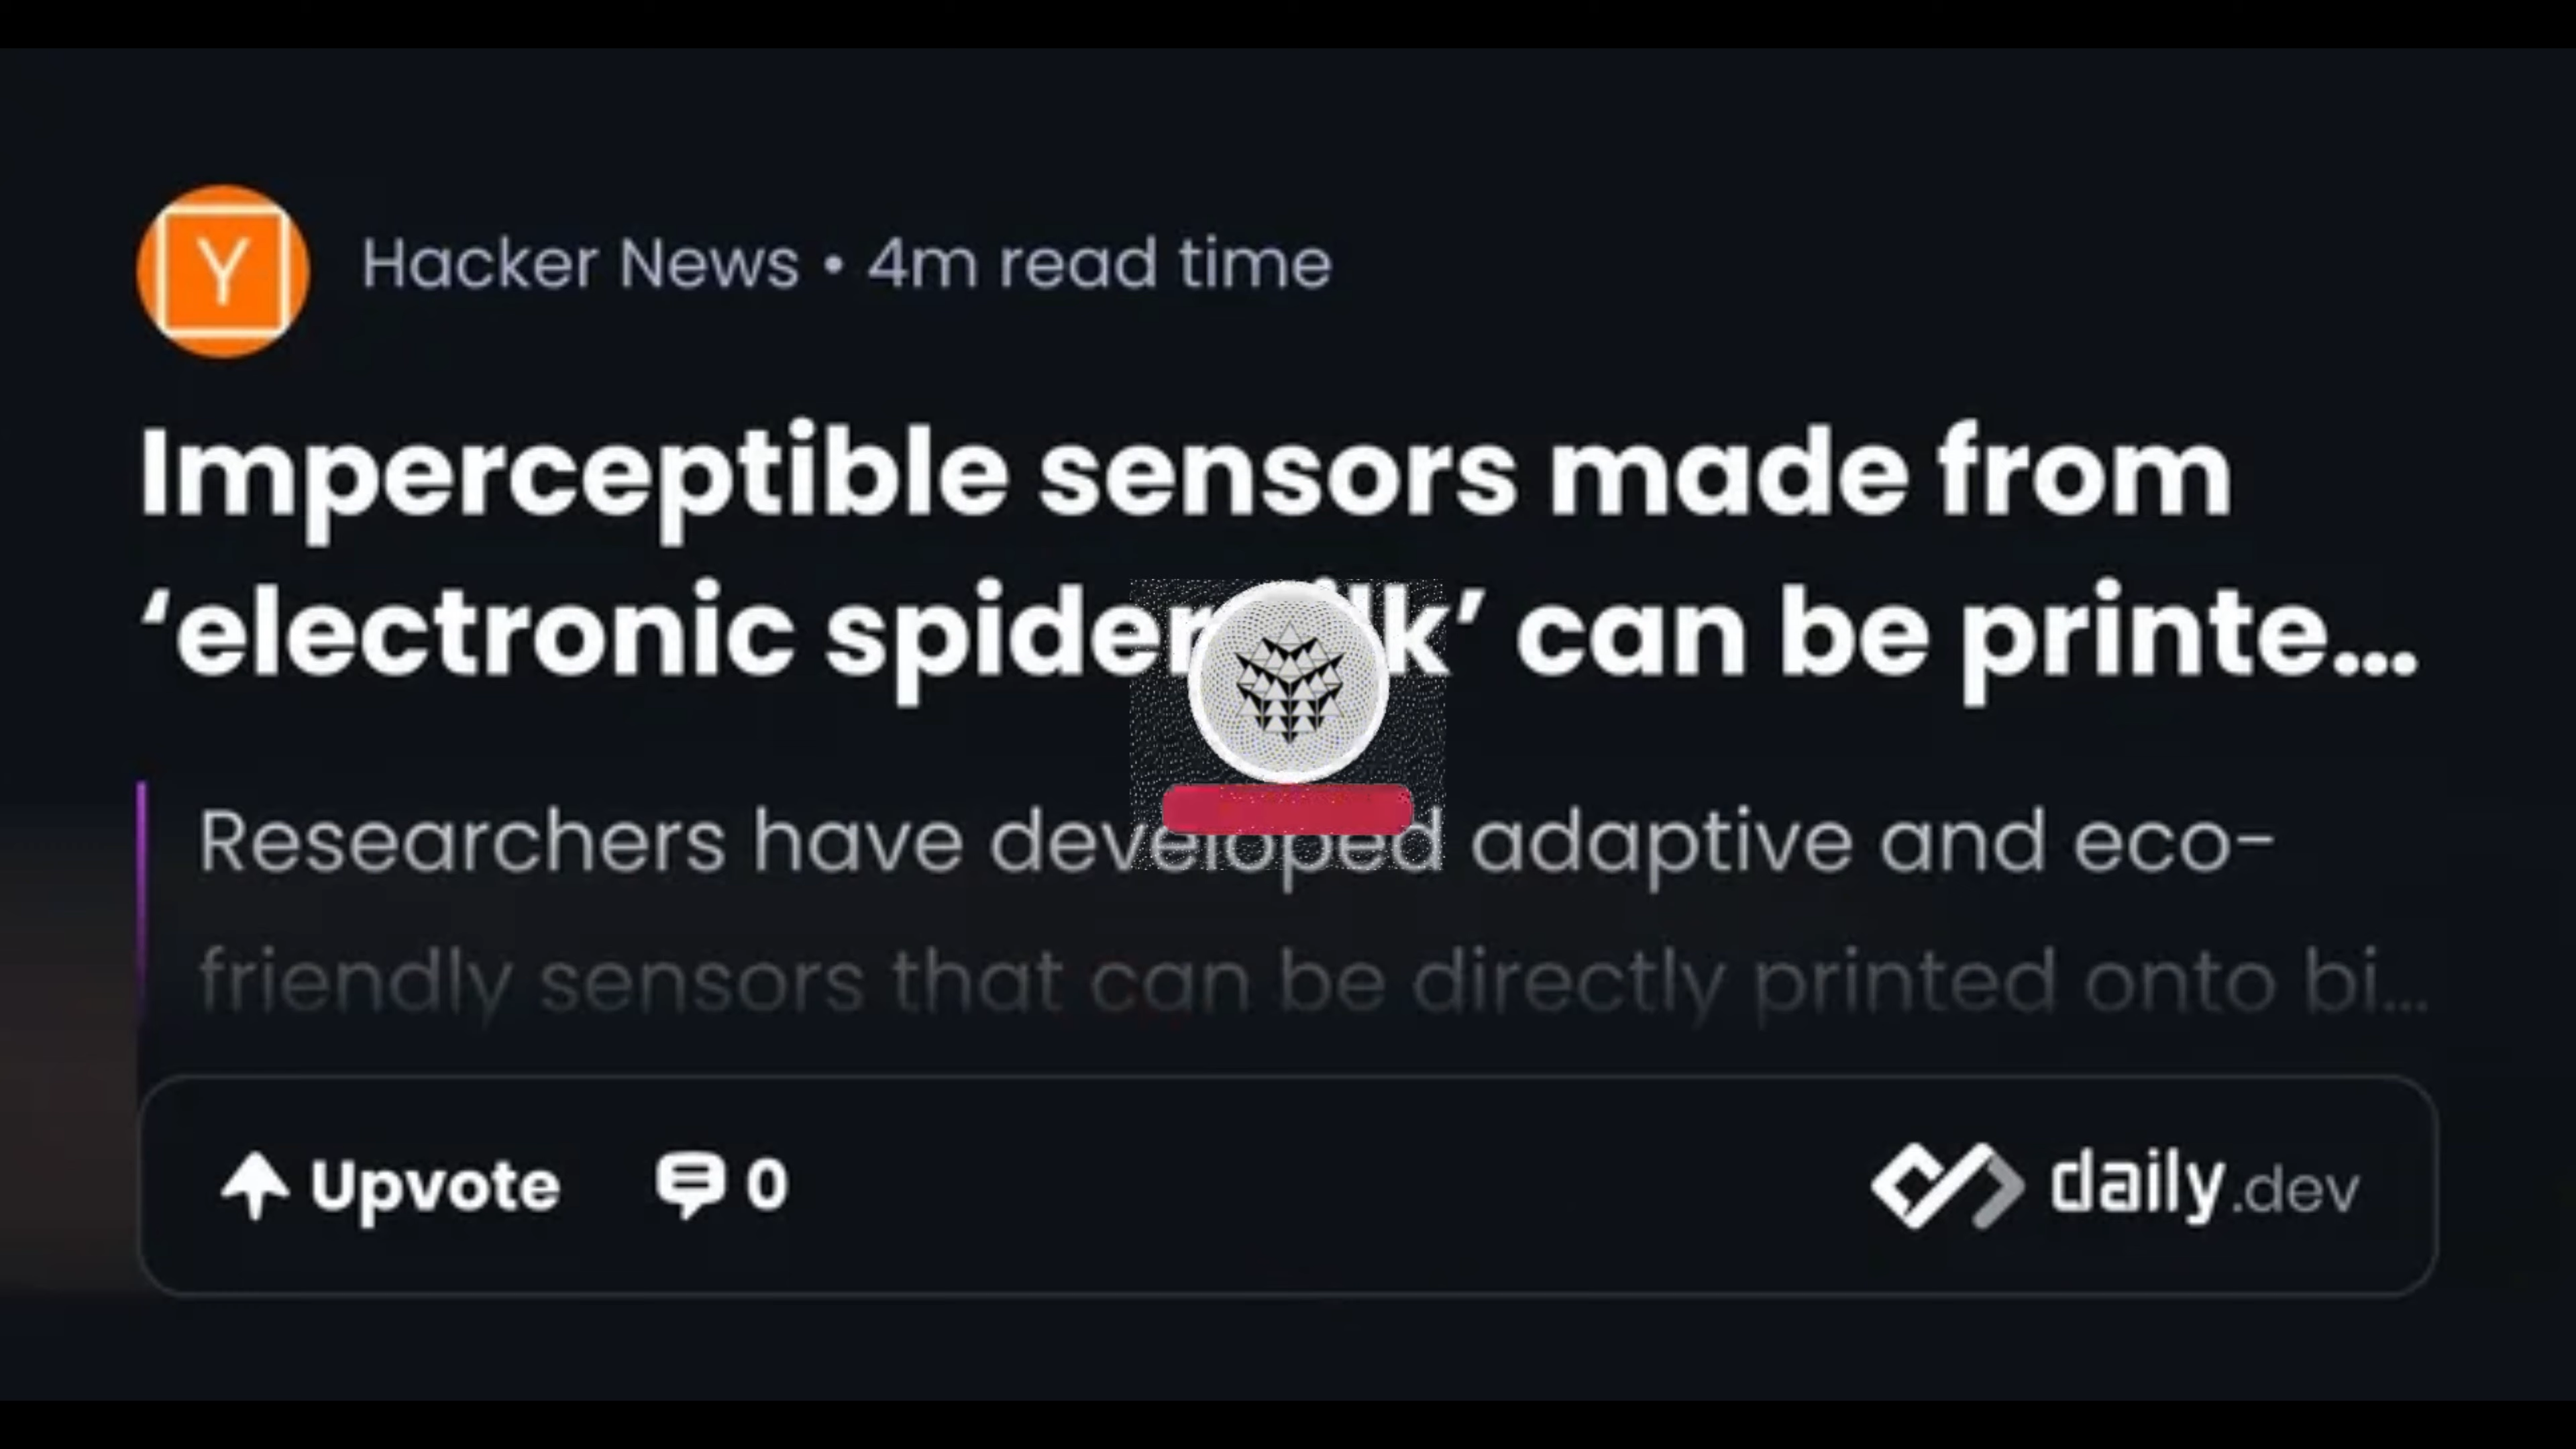 Y
Hacker News • 4m read time
Imperceptible sensors made from
‘electronic can be printe...
Researchers have developed adaptive and eco-
friendly sensors that can be directly printed onto bi...
Upvote 0 daily.dev